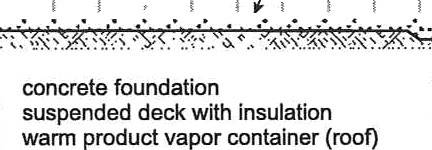 concrete foundation
suspended deck with insulation
warm product vapor container (roof)